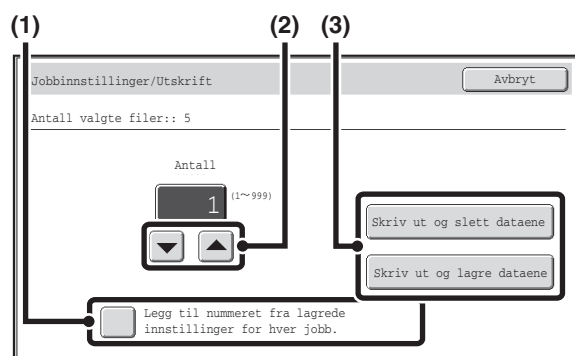 (1) (2) (3)
Jobbinnstillinger/Utskrift Avbryt
Antall valgte filer:: 5
Antall
1 (1~999)
Skriv ut og slett dataene
Skriv ut og lagre dataene
Legg til nummeret fra lagrede
innstillinger for hver jobb.